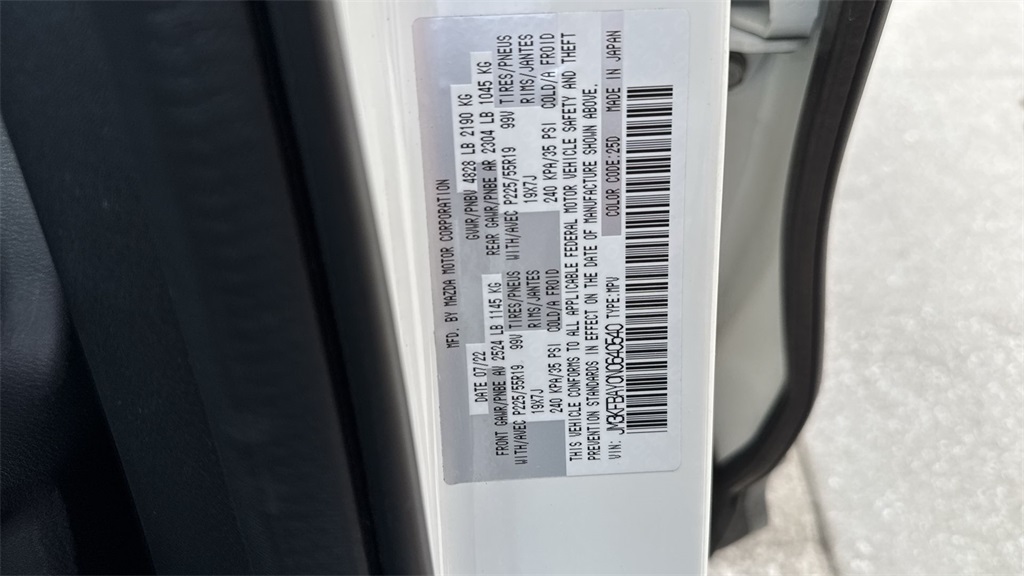 MFD. BY MAZDA MOTOR CORPORATION
DATE 07/22 GVWR/PNBV 4828 LB 2190 KG
FRONT GAWR/PNBE AV 2524 LB 1145 KG REAR GAWR/PNBE AR 2304 LB 1045 KG
WITH/AVEC P225/55R19 99V TIRES/PNEUS WITH/AVEC P225/55R19 99V TIRES/PNEUS
19X7J RIMS/JANTES 19X7J RIMS/JANTES
240 KPA/35 PSI COLD/A FROID 240 KPA/35 PSI COLD/A FROID
THIS VEHICLE CONFORMS TO ALL APPLICABLE FEDERAL MOTOR VEHICLE SAFETY AND THEFT
PREVENTION STANDARDS IN EFFECT ON THE DATE OF MANUFACTURE SHOWN ABOVE.
VIN: JM3KFBAY0N0640540 TYPE:MPV COLOR CODE:25D MADE IN JAPAN